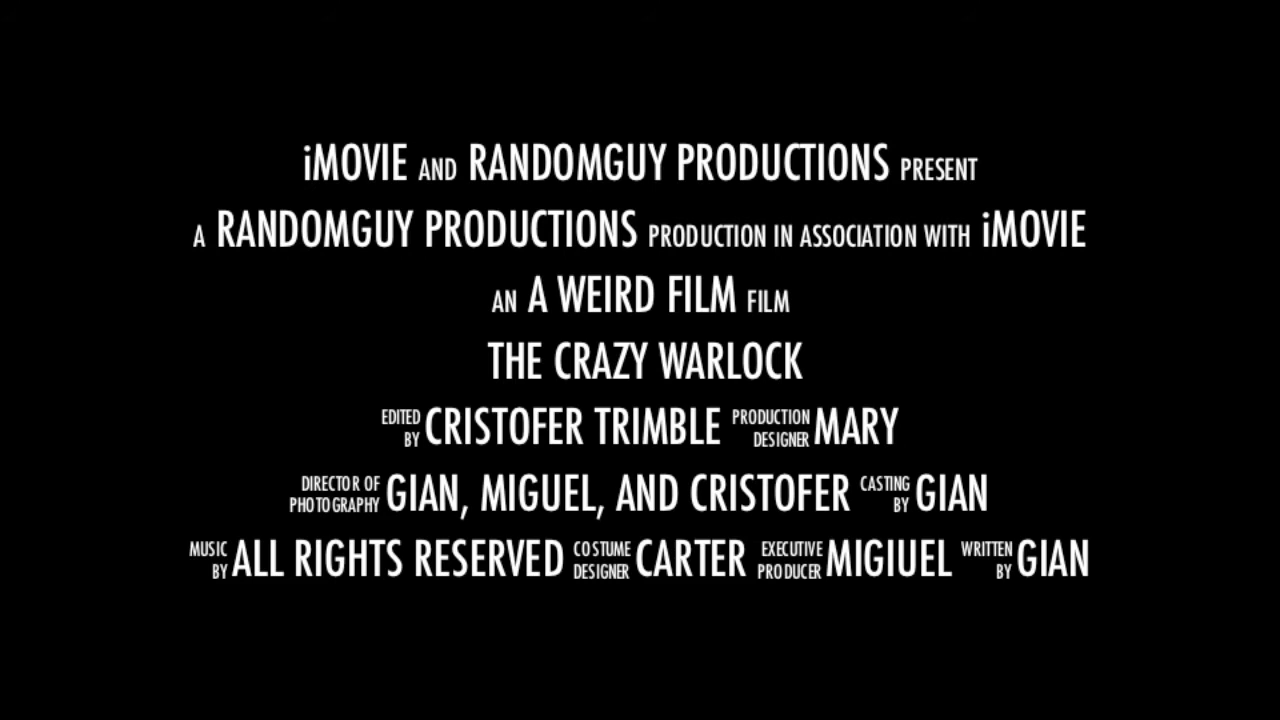 iMOVIE AND RANDOMGUY PRODUCTIONS PRESENT
A RANDOMGUY PRODUCTIONS PRODUCTION IN ASSOCIATION WITH iMOVIE
AN A WEIRD FILM FILM
THE CRAZY WARLOCK
EDITED BY CRISTOFER TRIMBLE PRODUCTION DESIGNER MARY
DIRECTOR OF PHOTOGRAPHY GIAN, MIGUEL, AND CRISTOFER CASTING BY GIAN
MUSIC BY ALL RIGHTS RESERVED COSTUME DESIGNER CARTER EXECUTIVE PRODUCER MIGIUEL WRITTEN BY GIAN